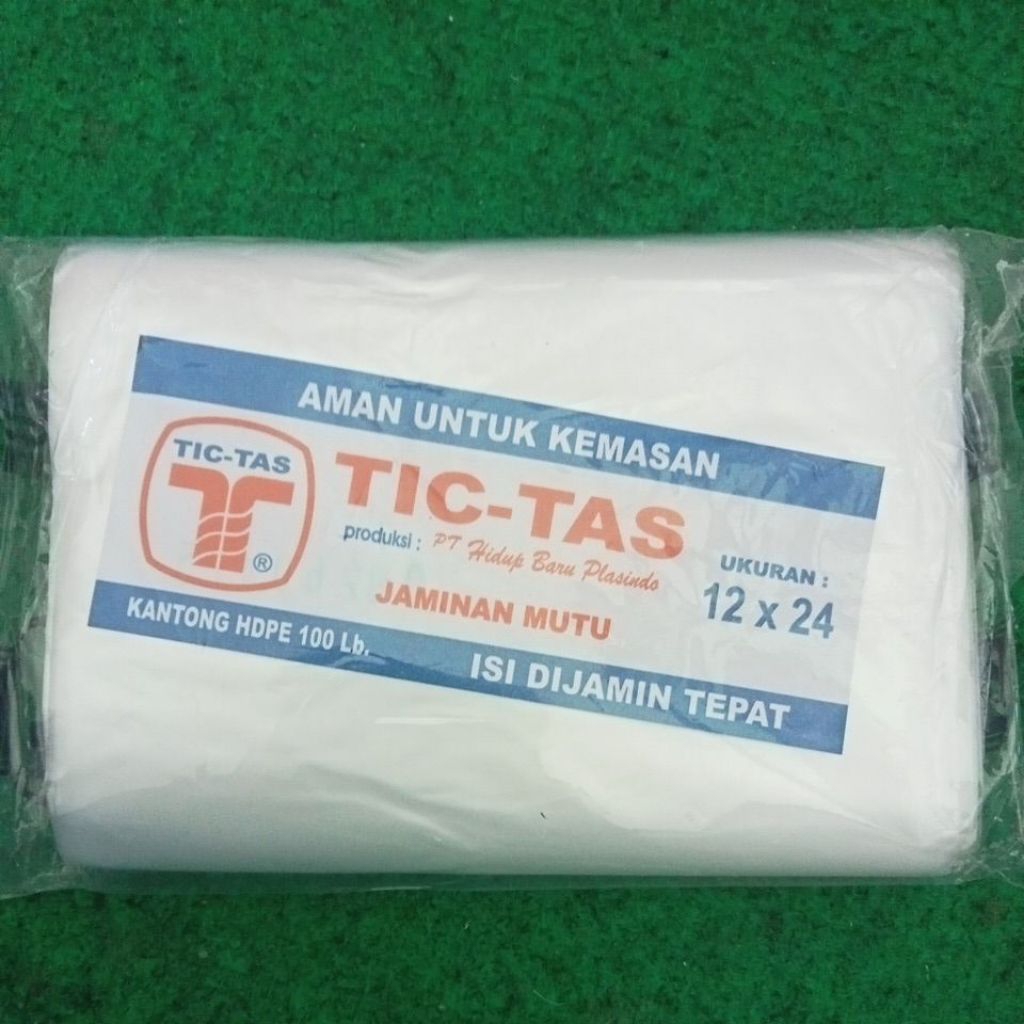 AMAN UNTUK KEMASAN
TIC-TAS
®
TIC-TAS
produksi : PT Hidup Baru Plasindo
JAMINAN MUTU
UKURAN :
12 x 24
KANTONG HDPE 100 Lb.
ISI DIJAMIN TEPAT